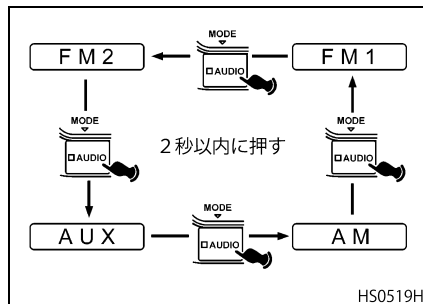 MODE
FM2
AUDIO
FM1
MODE
MODE
AUDIO
2秒以内に押す
AUDIO
MODE
AUX
AUDIO
AM
HS0519H